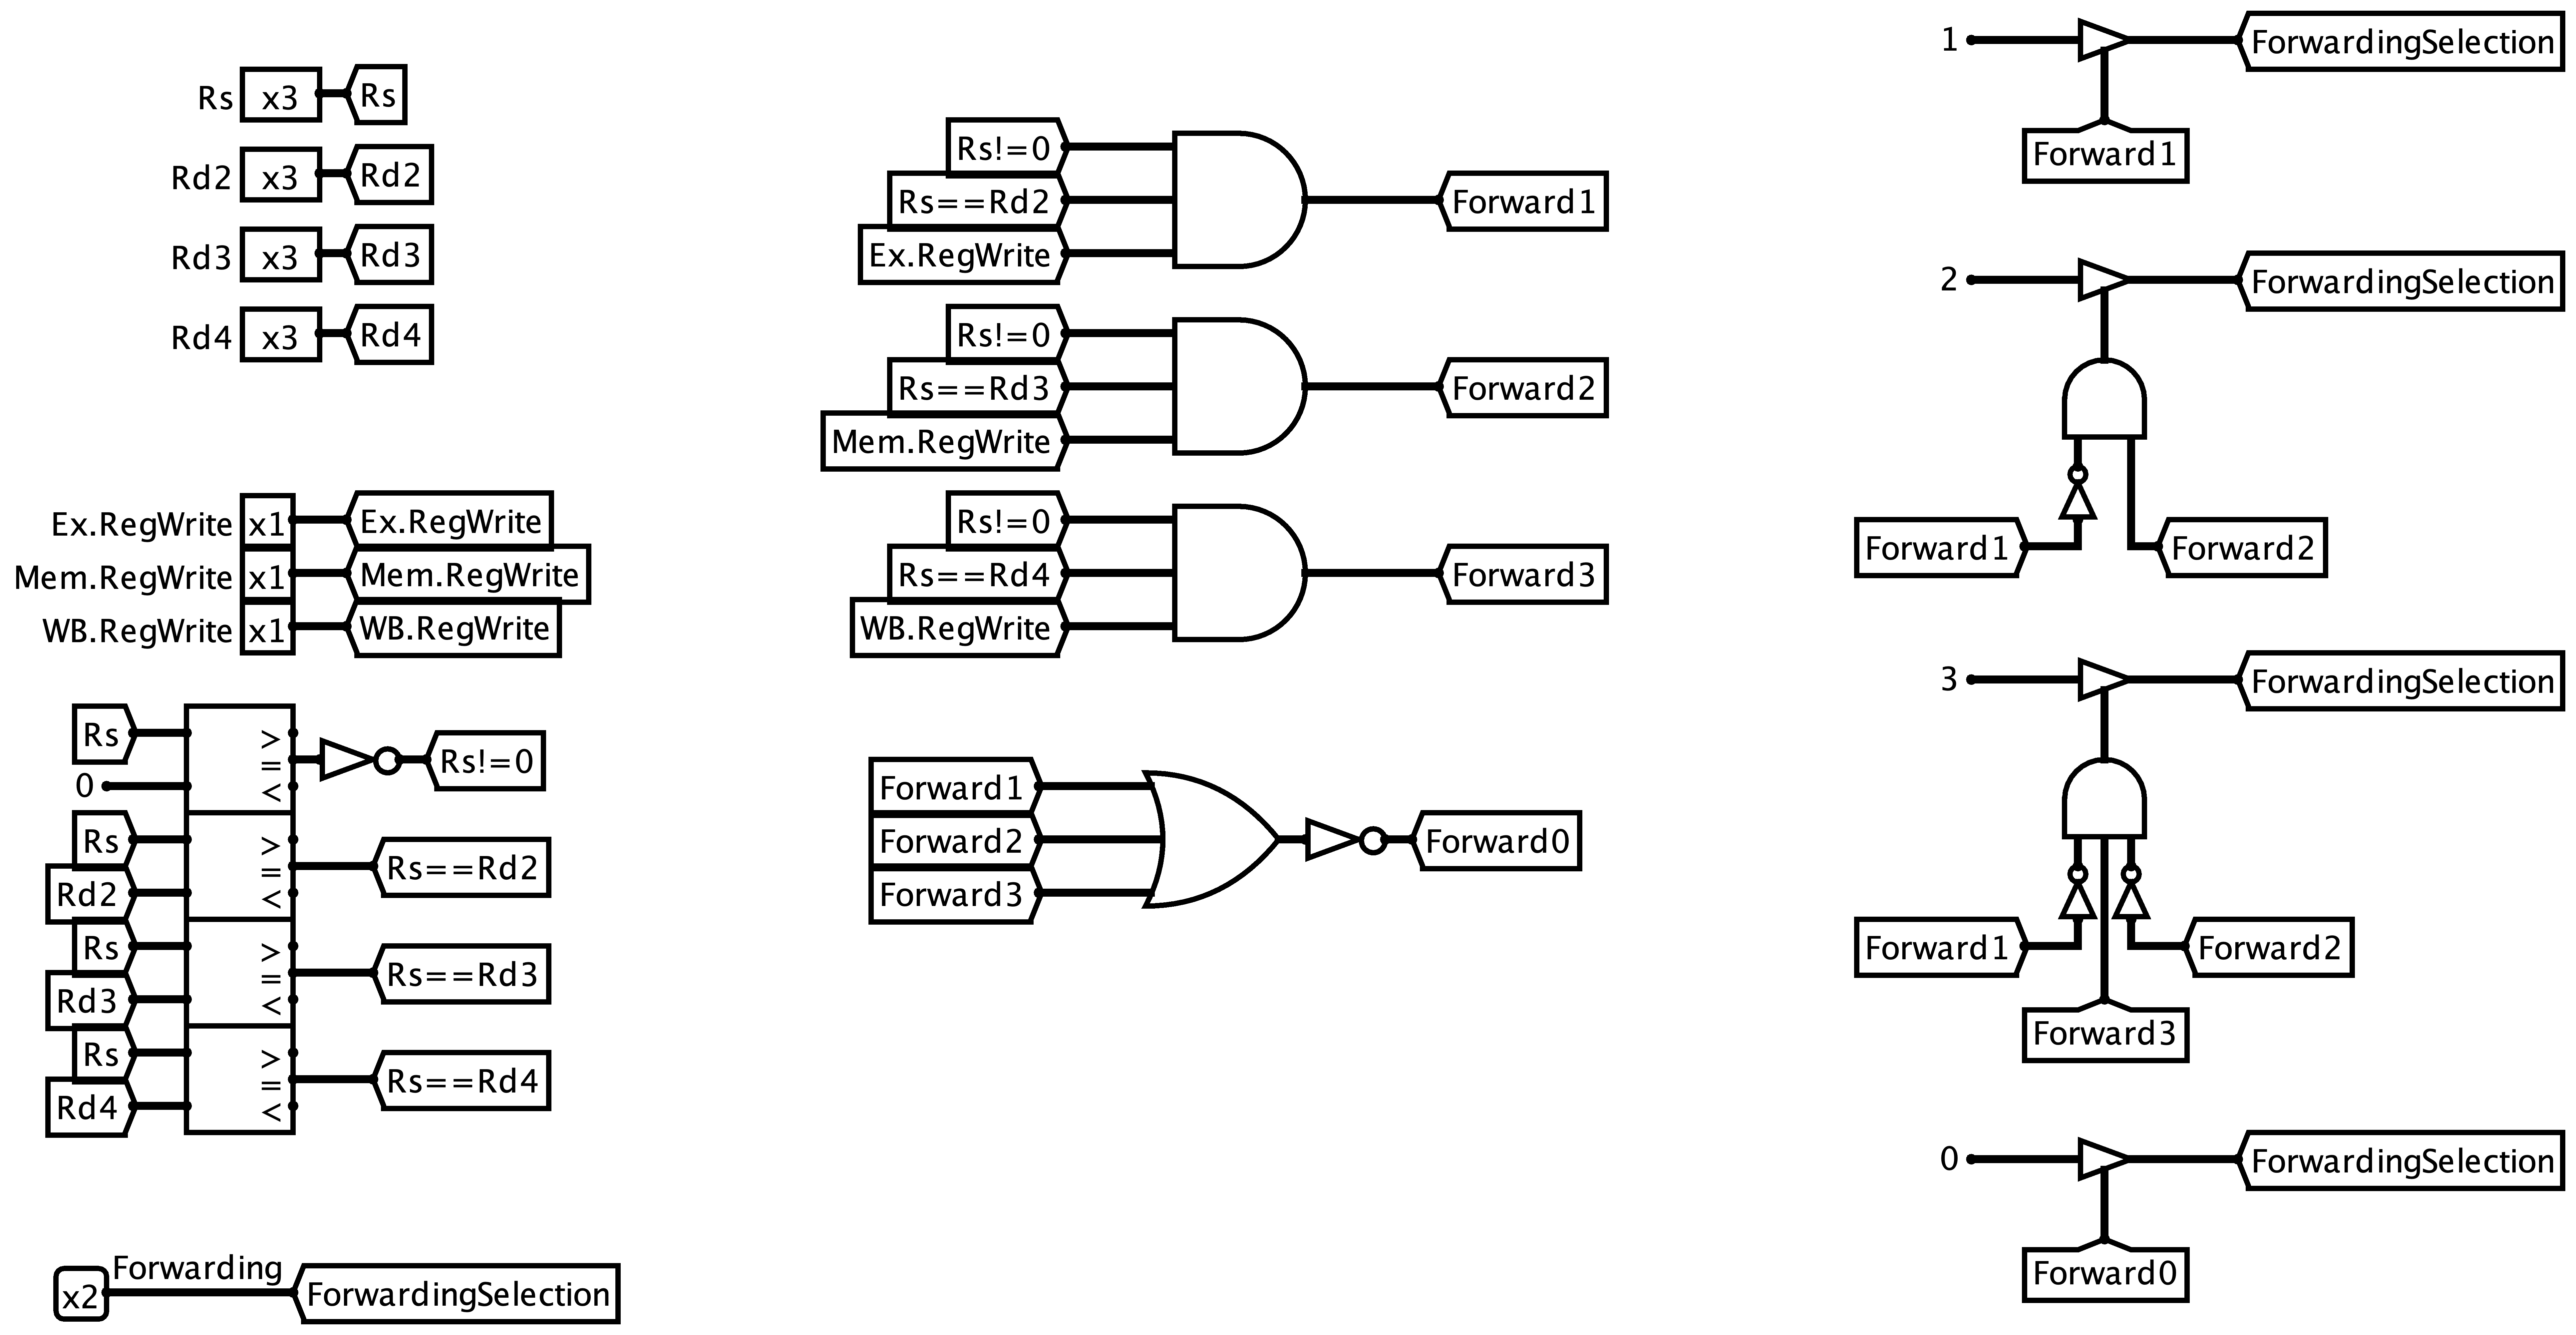 Rs x3 Rs
Rd2 x3 Rd2
Rd3 x3 Rd3
Rd4 x3 Rd4
Ex.RegWrite x1 Ex.RegWrite
Mem.RegWrite x1 Mem.RegWrite
WB.RegWrite x1 WB.RegWrite
Rs
>
= Rs!=0
0 <
Rs
>
= Rs==Rd2
Rd2 <
Rs
>
= Rs==Rd3
Rd3 <
Rs
>
= Rs==Rd4
Rd4 <
Forwarding
x2 ForwardingSelection
Rs!=0
Rs==Rd2 Forward1
Ex.RegWrite
Rs!=0
Rs==Rd3 Forward2
Mem.RegWrite
Rs!=0
Rs==Rd4 Forward3
WB.RegWrite
Forward1
Forward2 Forward0
Forward3
1 ForwardingSelection
Forward1
2 ForwardingSelection
Forward1 Forward2
3 ForwardingSelection
Forward1 Forward2
Forward3
0 ForwardingSelection
Forward0